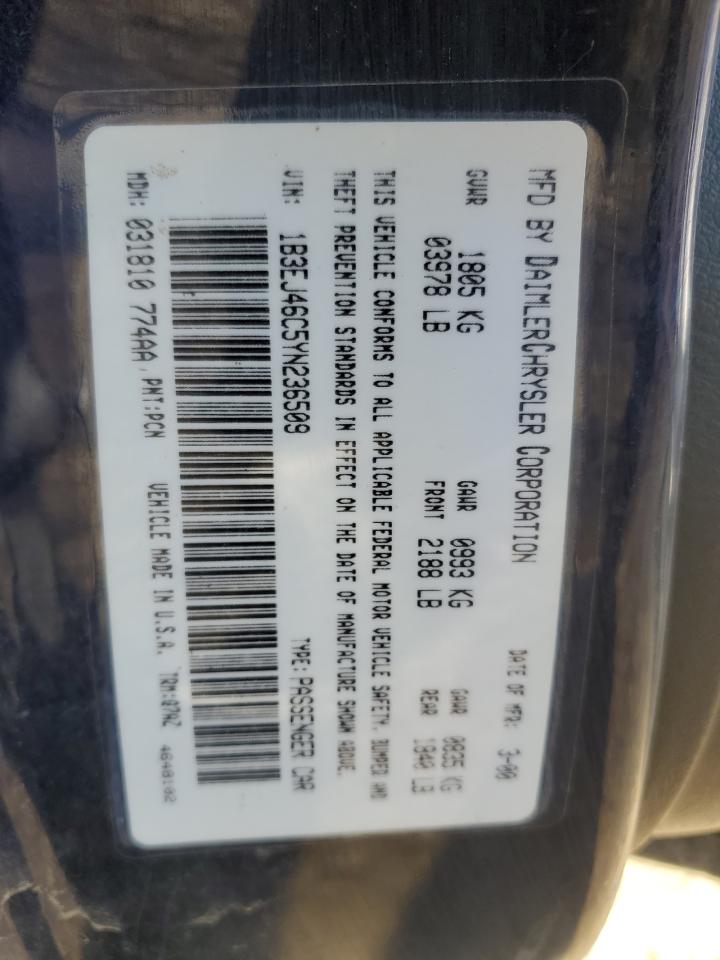 MFD BY DAIMLERCHRYSLER CORPORATION DATE OF MFR: 3-00
GVWR 1805 KG GAWR 0993 KG GAWR 0835 KG
03978 LB FRONT 2188 LB REAR 1840 LB
THIS VEHICLE CONFORMS TO ALL APPLICABLE FEDERAL MOTOR VEHICLE SAFETY, BUMPER AND
THEFT PREVENTION STANDARDS IN EFFECT ON THE DATE OF MANUFACTURE SHOWN ABOVE.
VIN: 1B3EJ46C5YN236509 TYPE: PASSENGER CAR
MDH: 031810 774AA PNT:PCN VEHICLE MADE IN U.S.A. TRM:07AZ 4648102